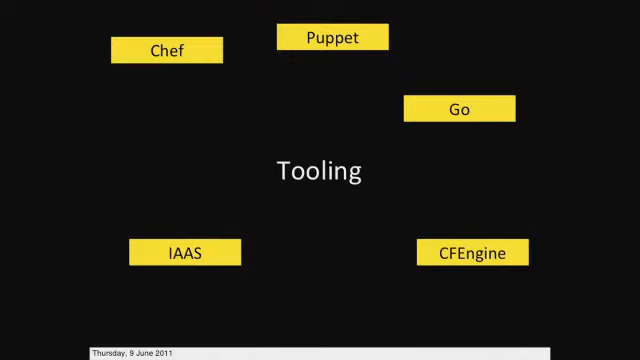 Puppet
Chef
Go
Tooling
IAAS
CFEngine
Thursday, 9 June 2011